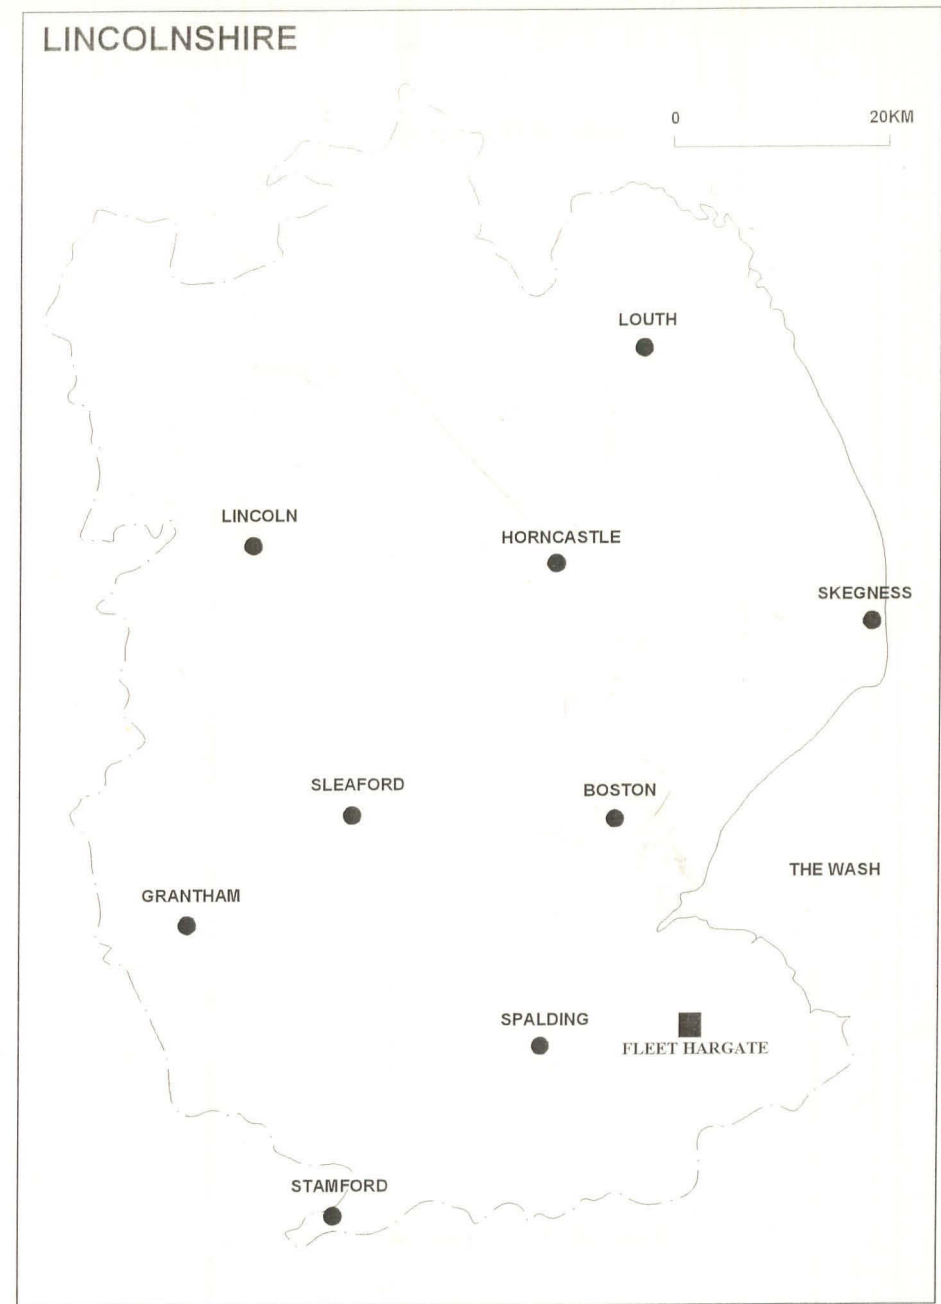 LINCOLNSHIRE
0 20KM
LOUTH
LINCOLN
HORNCASTLE
SKEGNESS
SLEAFORD
BOSTON
THE WASH
GRANTHAM
SPALDING
FLEET HARGATE
STAMFORD